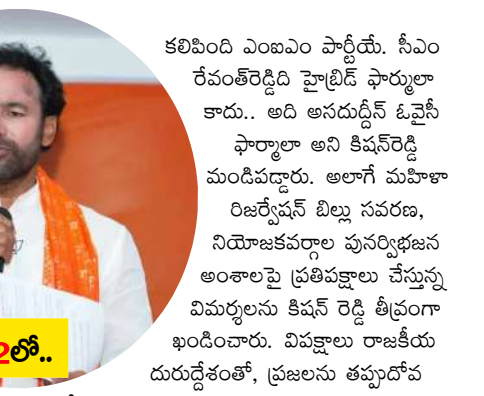 కలిపింది ఎంఐఎం పార్టీయే. సీఎం
రేవంత్‌రెడ్డిది హైబ్రిడ్ ఫార్ములా
కాదు.. అది అసదుద్దీన్ ఓవైసీ
ఫార్మాలా అని కిషన్‌రెడ్డి
మండిపడ్డారు. అలాగే మహిళా
రిజర్వేషన్ బిల్లు సవరణ,
నియోజకవర్గాల పునర్విభజన
అంశాలపై ప్రతిపక్షాలు చేస్తున్న
విమర్శలను కిషన్ రెడ్డి తీవ్రంగా
ఖండించారు. విపక్షాలు రాజకీయ
దురుద్దేశంతో, ప్రజలను తప్పుదోవ
2లో..